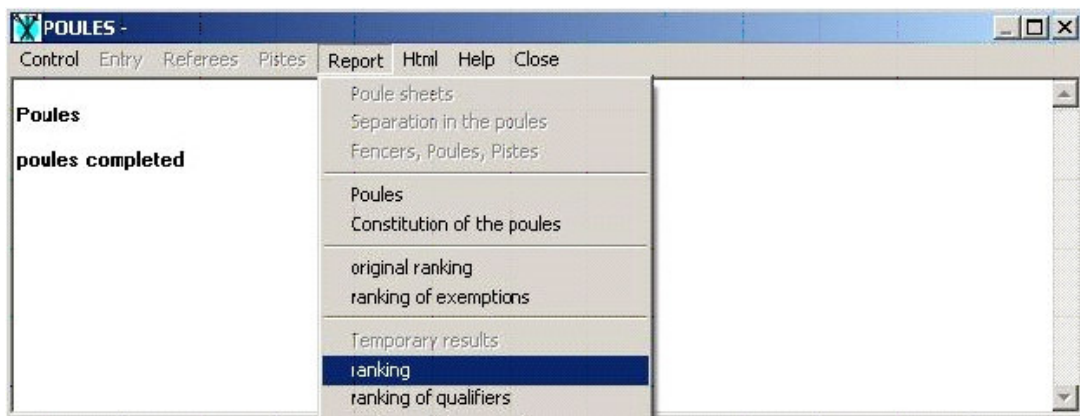 POULES -
Control Entry Referees Pistes Report Html Help Close
Poules
poules completed
Poule sheets
Separation in the poules
Fencers, Poules, Pistes
Poules
Constitution of the poules
original ranking
ranking of exemptions
Temporary results
ranking
ranking of qualifiers